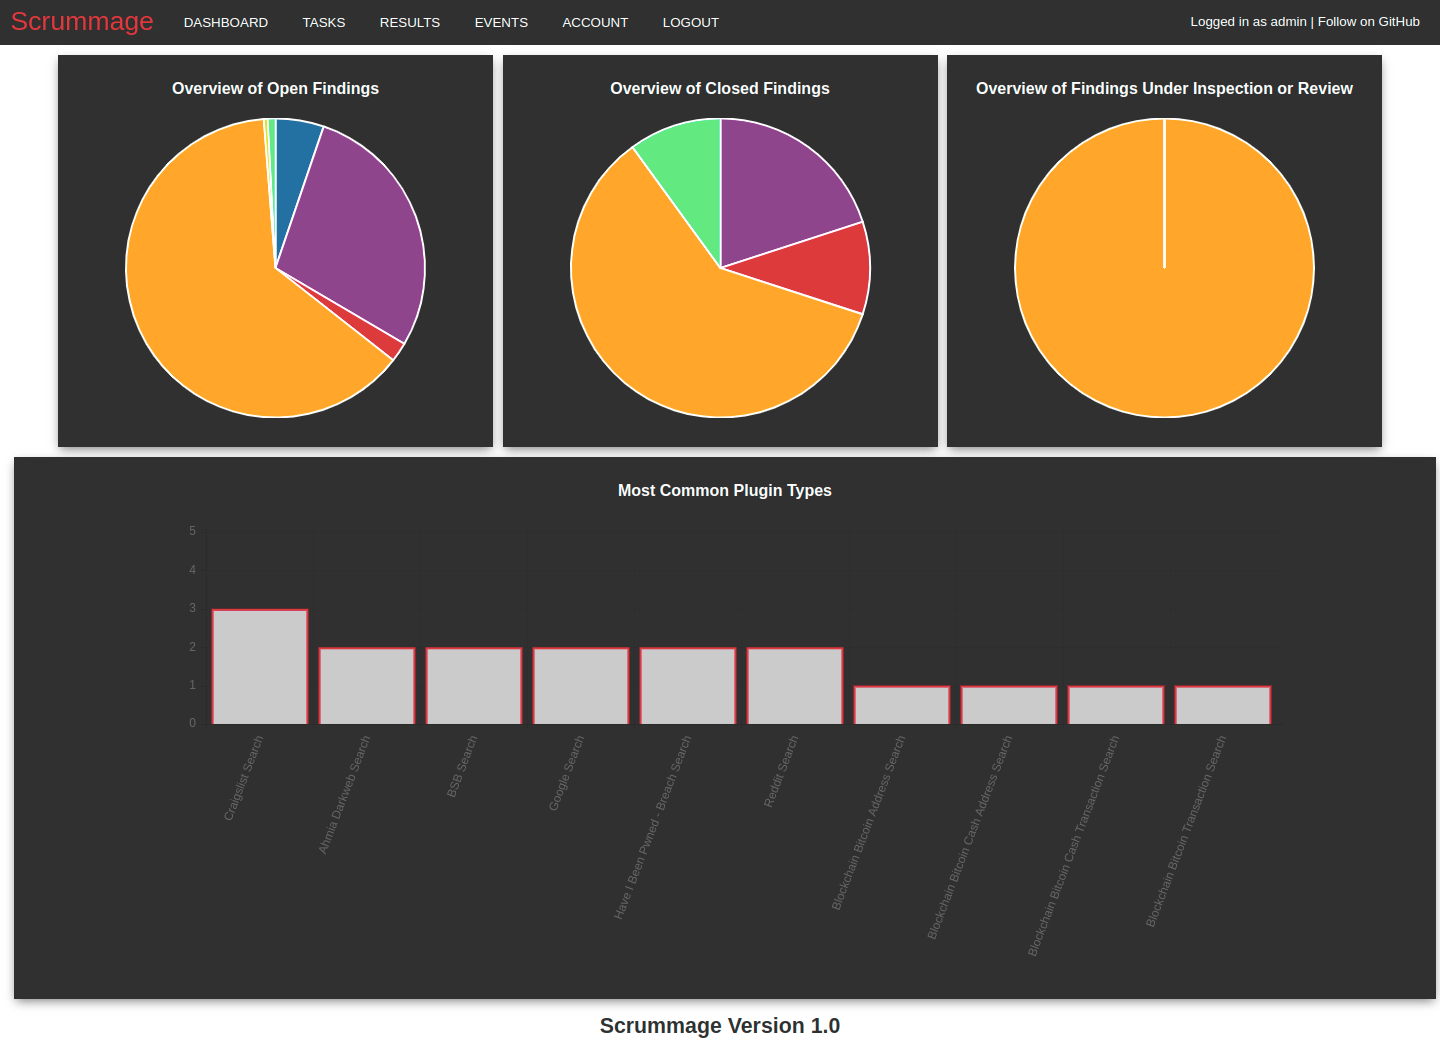 Scrummage DASHBOARD TASKS RESULTS EVENTS ACCOUNT LOGOUT Logged in as admin | Follow on GitHub
Overview of Open Findings
Overview of Closed Findings
Overview of Findings Under Inspection or Review
Most Common Plugin Types
5
4
3
2
1
0
Craigslist Search
Ahmia Darkweb Search
BSB Search
Google Search
Have I Been Pwned - Breach Search
Reddit Search
Blockchain Bitcoin Address Search
Blockchain Bitcoin Cash Address Search
Blockchain Bitcoin Cash Transaction Search
Blockchain Bitcoin Transaction Search
Scrummage Version 1.0